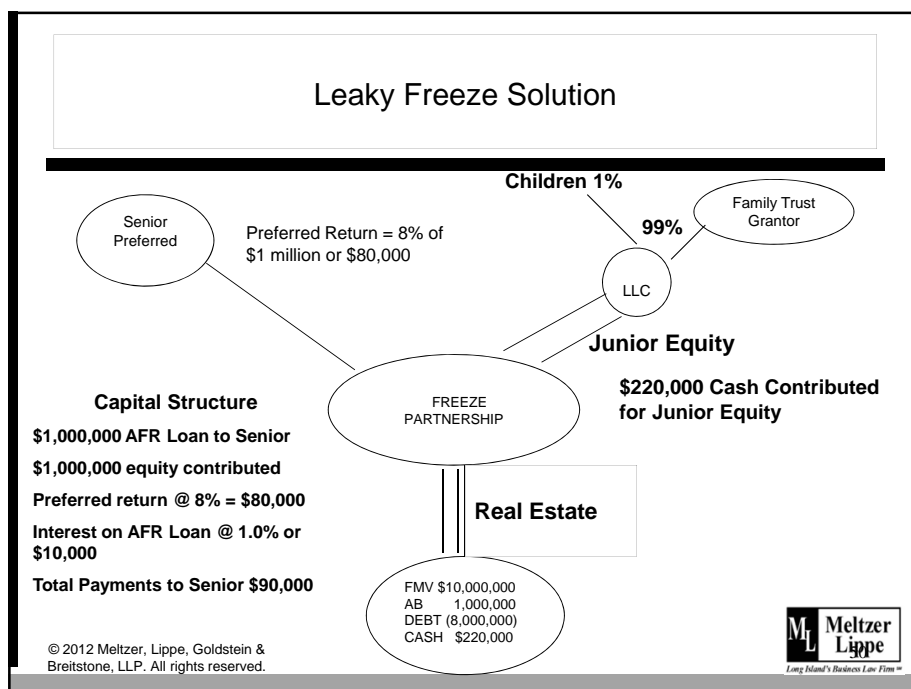 Leaky Freeze Solution
Children 1%
Family Trust
Grantor
99%
Senior
Preferred
Preferred Return = 8% of
$1 million or $80,000
LLC
Junior Equity
$220,000 Cash Contributed
for Junior Equity
FREEZE
PARTNERSHIP
Capital Structure
$1,000,000 AFR Loan to Senior
$1,000,000 equity contributed
Preferred return @ 8% = $80,000
Interest on AFR Loan @ 1.0% or
$10,000
Total Payments to Senior $90,000
Real Estate
FMV $10,000,000
AB 1,000,000
DEBT (8,000,000)
CASH $220,000
© 2012 Meltzer, Lippe, Goldstein &
Breitstone, LLP. All rights reserved.
ML
Meltzer
Lippe
Long Island's Business Law Firm ℠